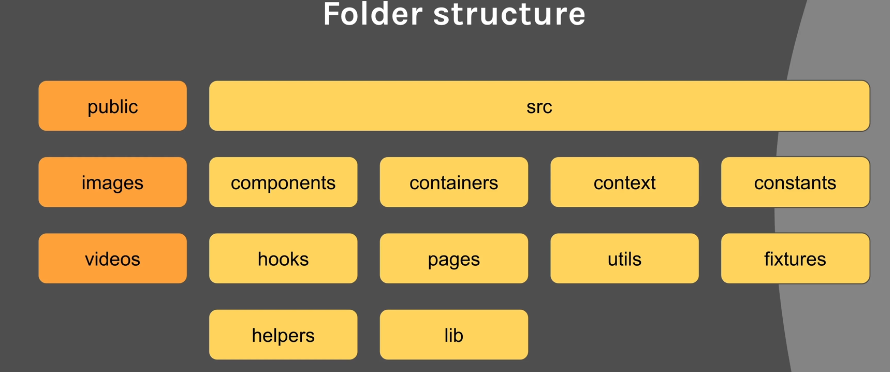 Folder structure
public
src
images
components
containers
context
constants
videos
hooks
pages
utils
fixtures
helpers
lib